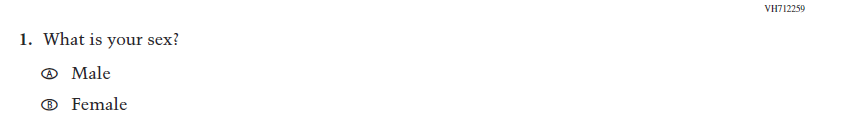 VH712259
1. What is your sex?
Ⓐ Male
Ⓑ Female